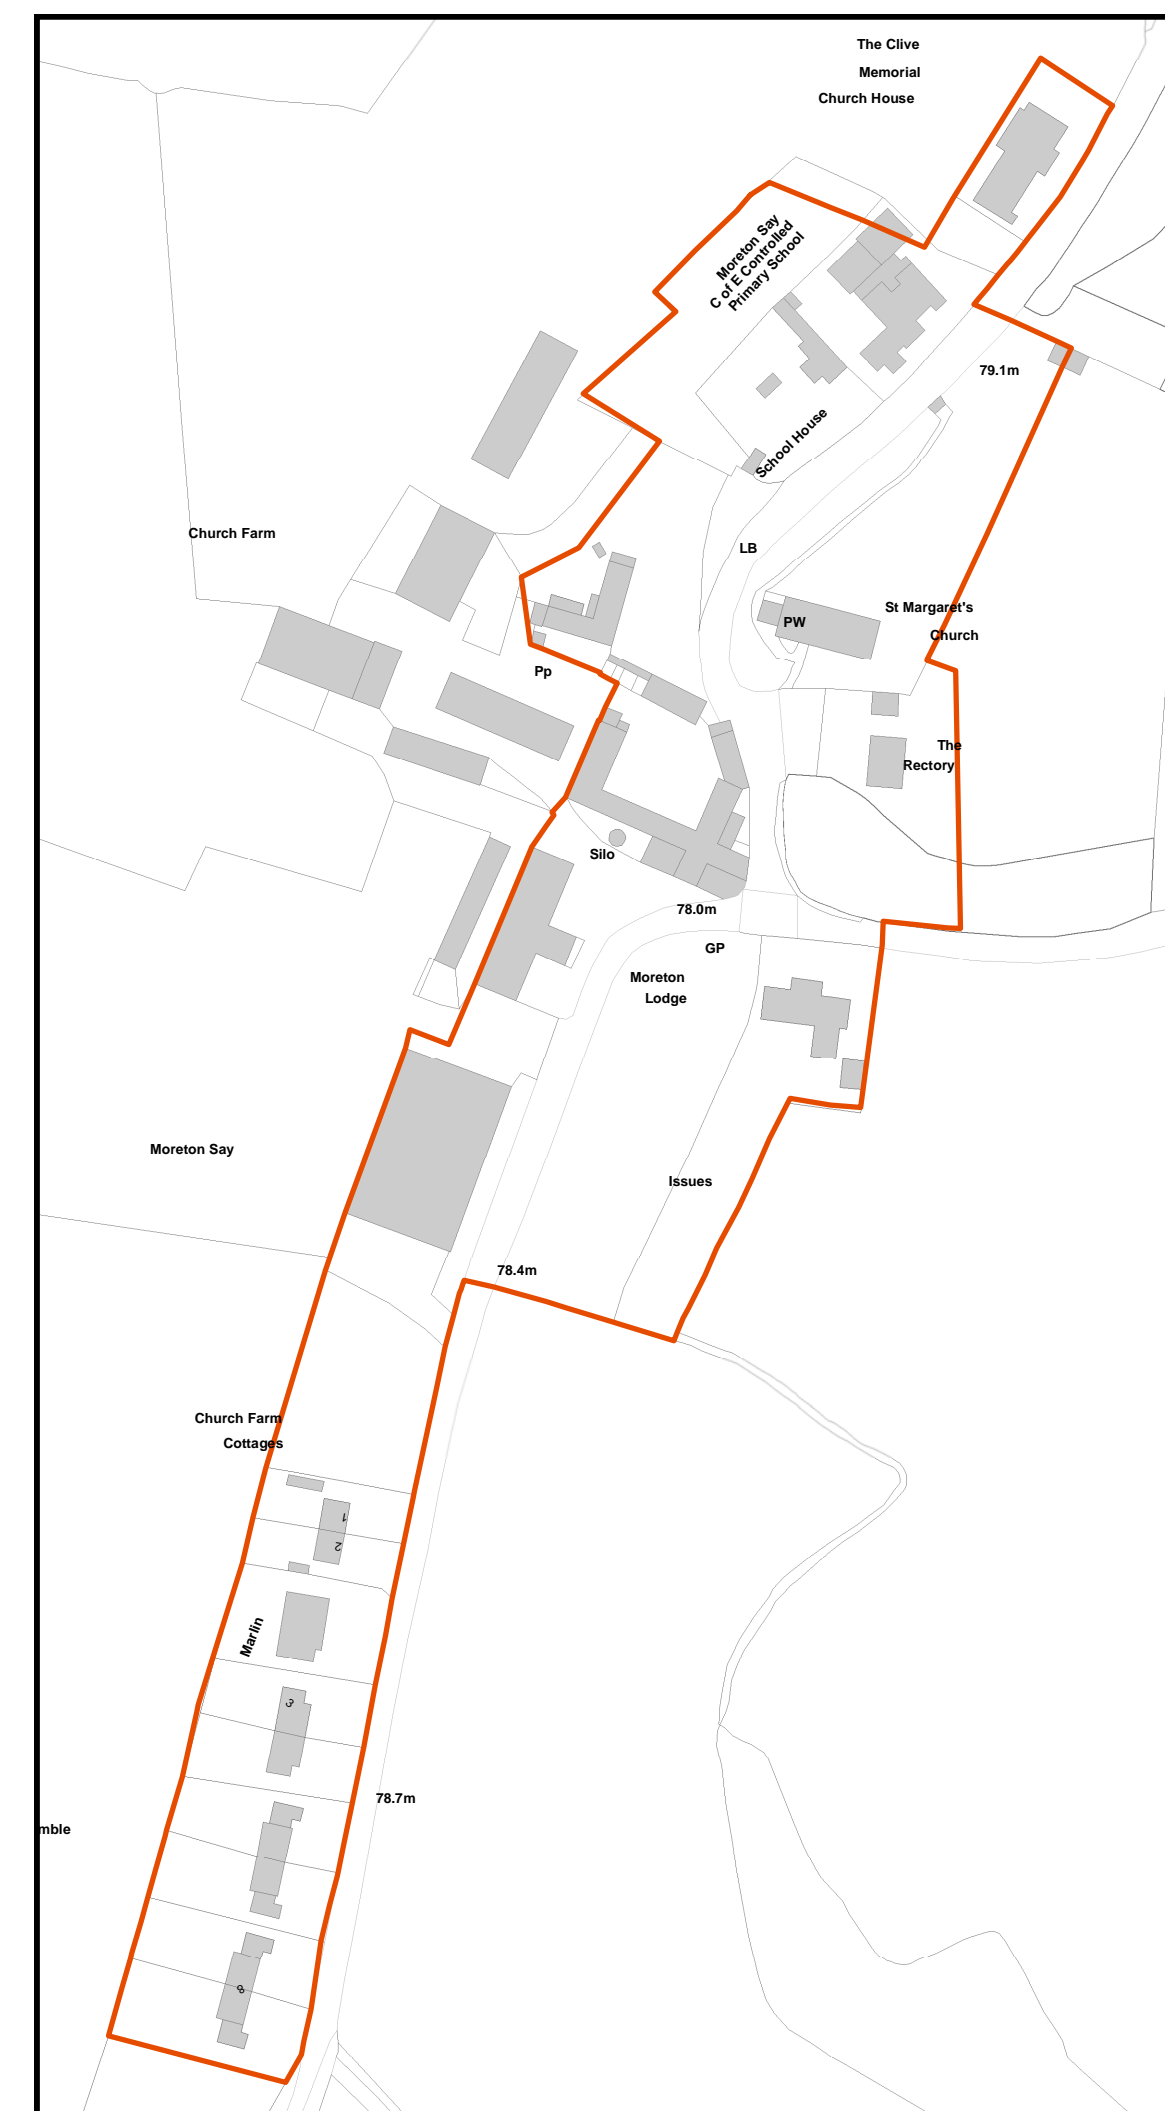 The Clive
Memorial
Church House
Moreton Say
C of E Controlled
Primary School
79.1m
School House
Church Farm
LB
St Margaret's
PW
Church
Pp
The
Rectory
Silo
78.0m
GP
Moreton
Lodge
Moreton Say
Issues
78.4m
Church Farm
Cottages
1
2
Marlin
3
78.7m
mble
8